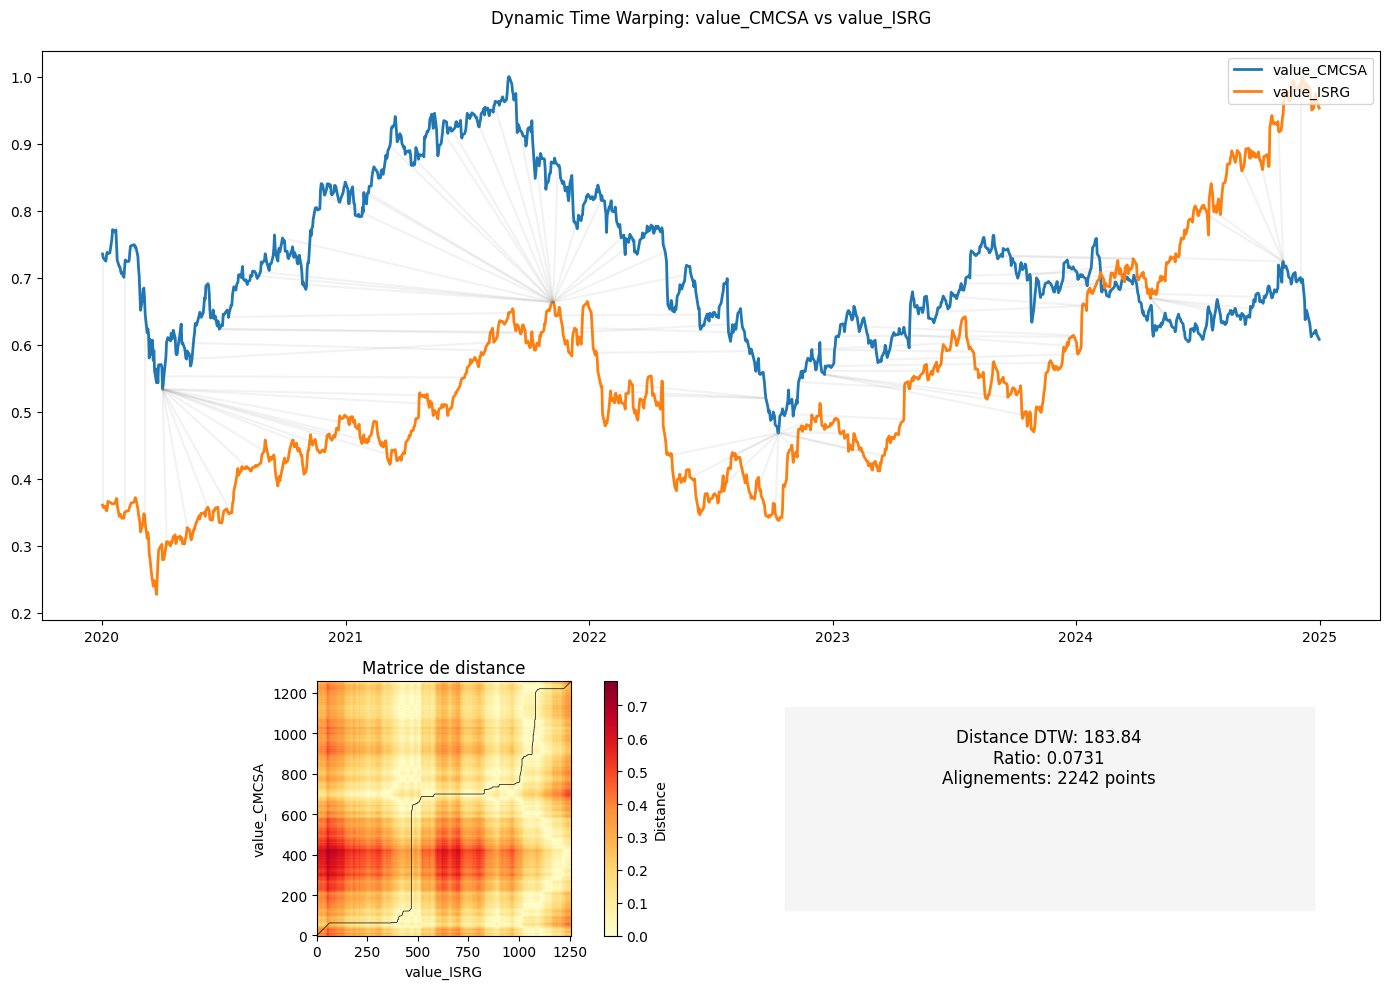 Dynamic Time Warping: value_CMCSA vs value_ISRG
value_CMCSA
value_ISRG
1.0
0.9
0.8
0.7
0.6
0.5
0.4
0.3
0.2
2020 2021 2022 2023 2024 2025
Matrice de distance
value_CMCSA
1200
1000
800
600
400
200
0
0 250 500 750 1000 1250
value_ISRG
0.7
0.6
0.5
0.4
0.3
0.2
0.1
0.0
Distance
Distance DTW: 183.84
Ratio: 0.0731
Alignements: 2242 points